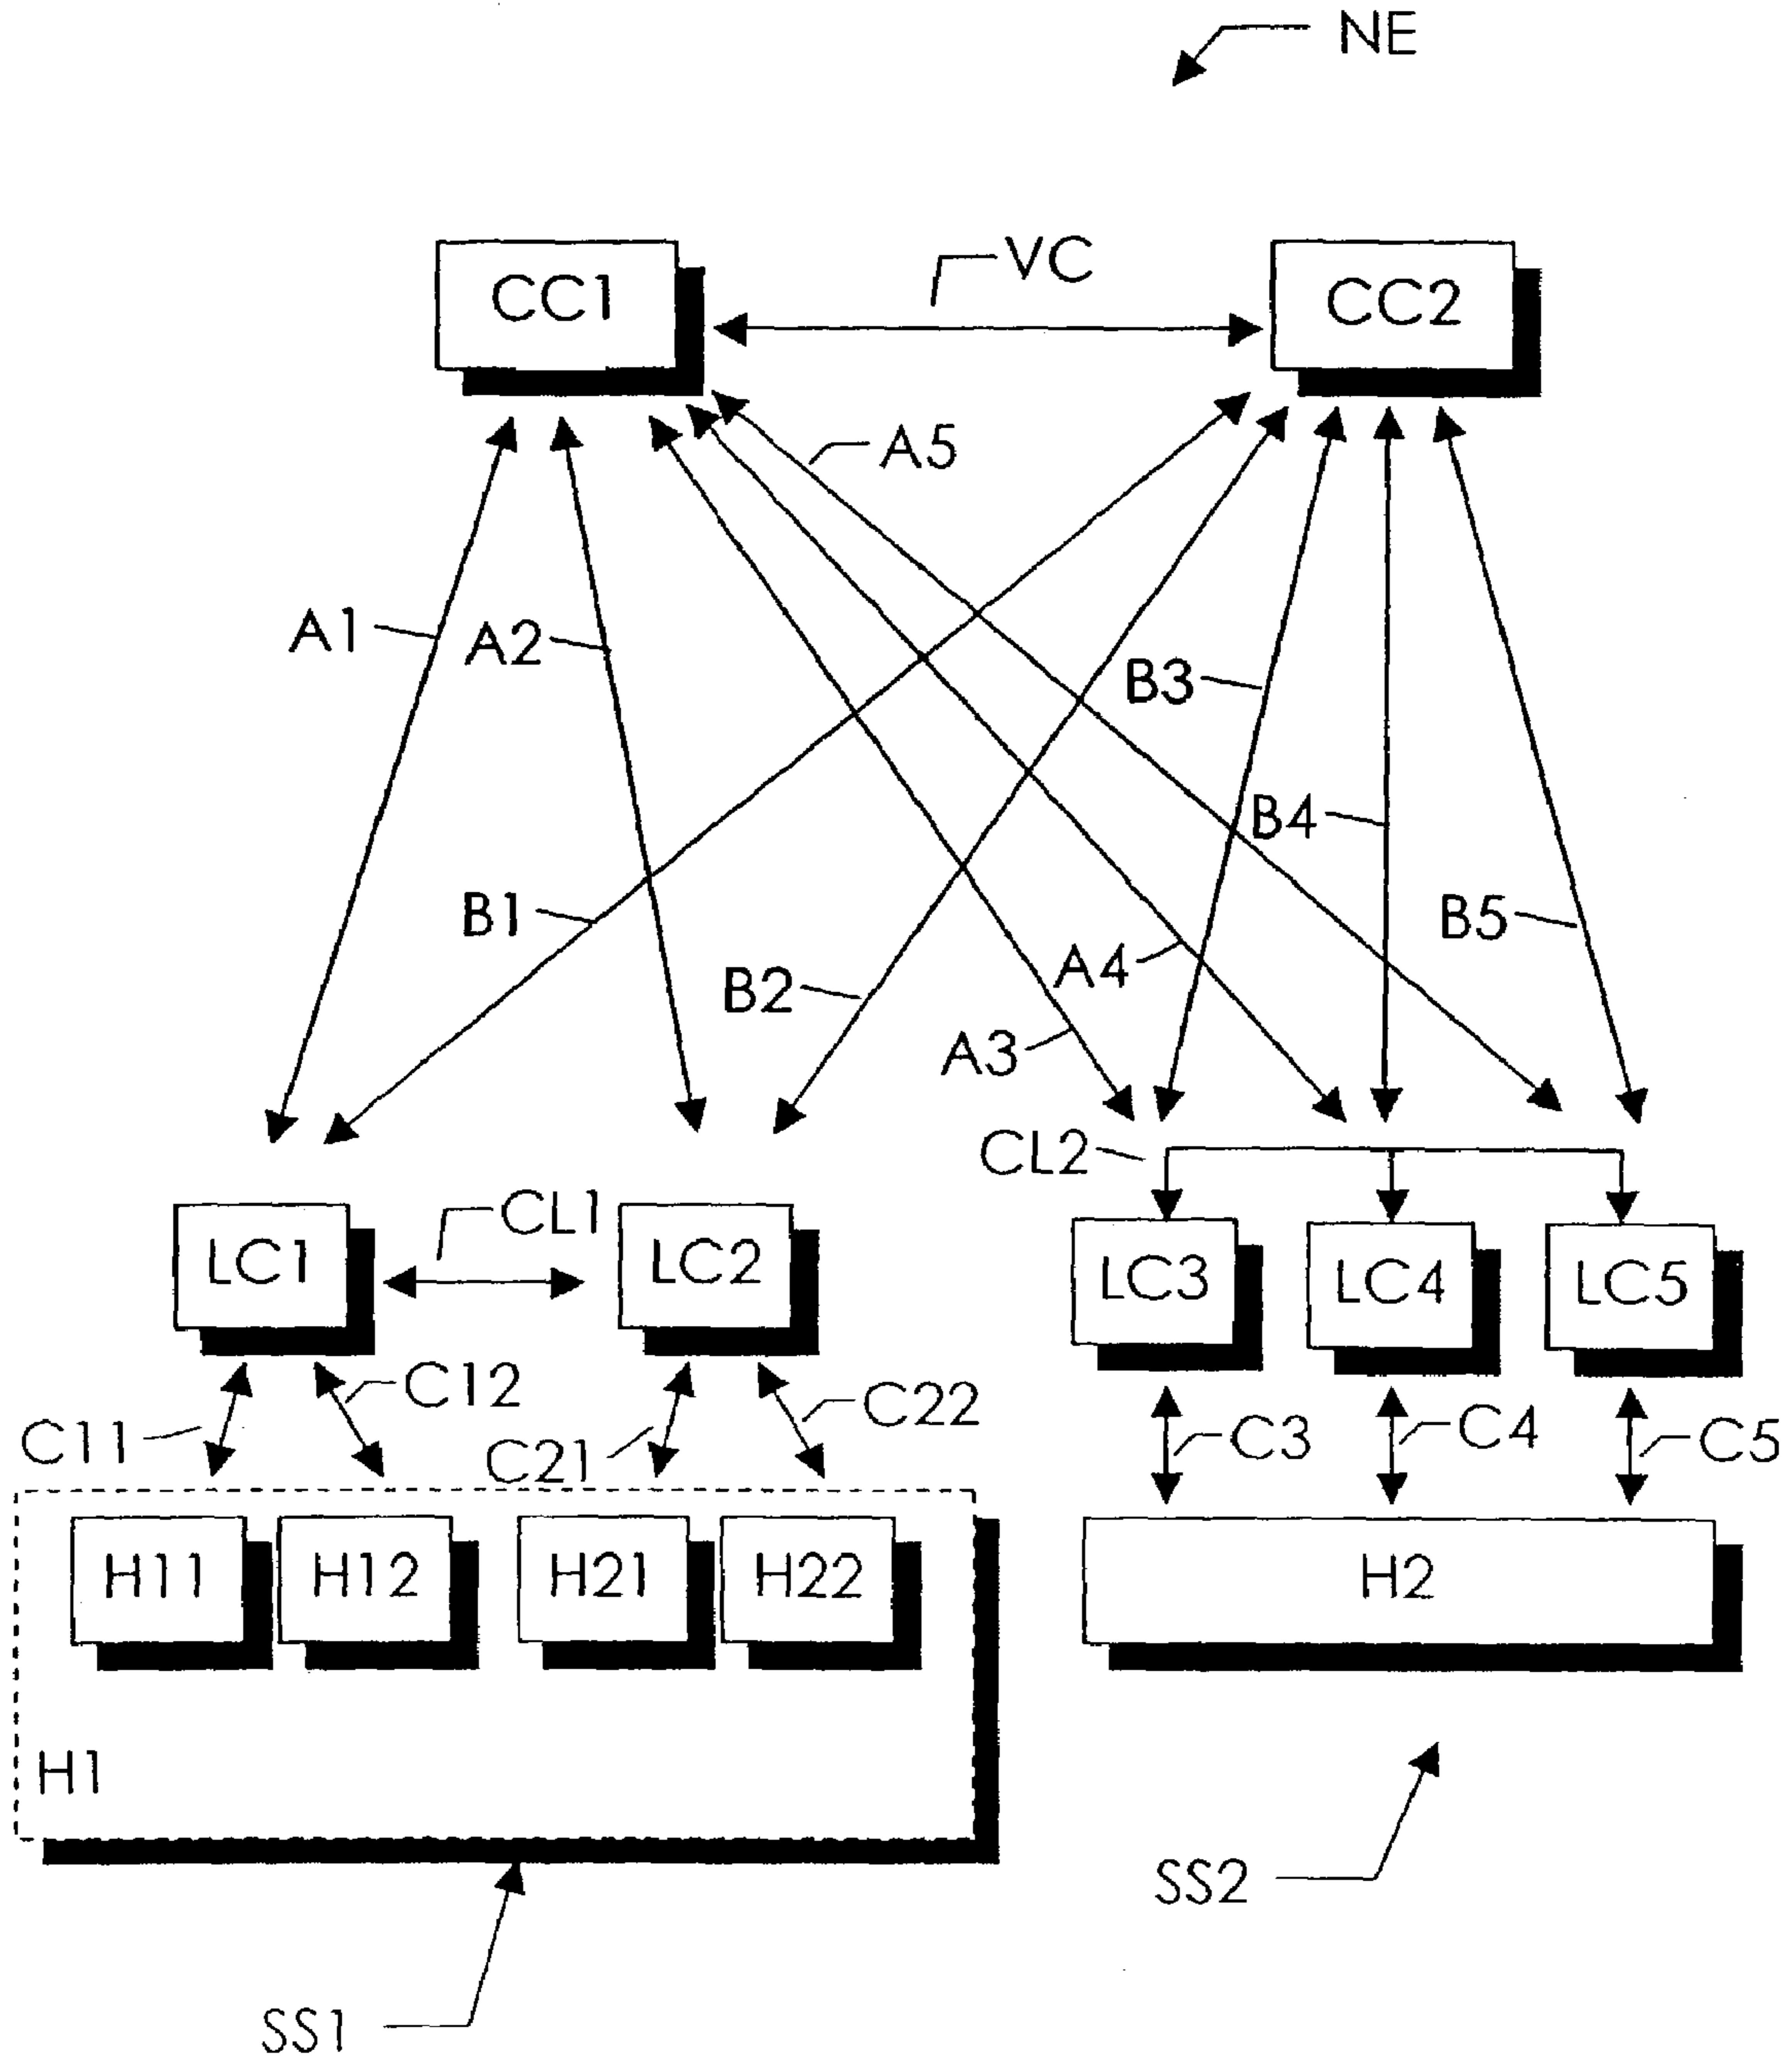 NE
VC
CC1
CC2
A5
A1
A2
B3
B4
B1
B5
A4
B2
A3
CL2
CL1
LC1
LC2
LC3
LC4
LC5
C12
C22
C11
C21
C3
C4
C5
H11
H12
H21
H22
H2
H1
SS2
SS1